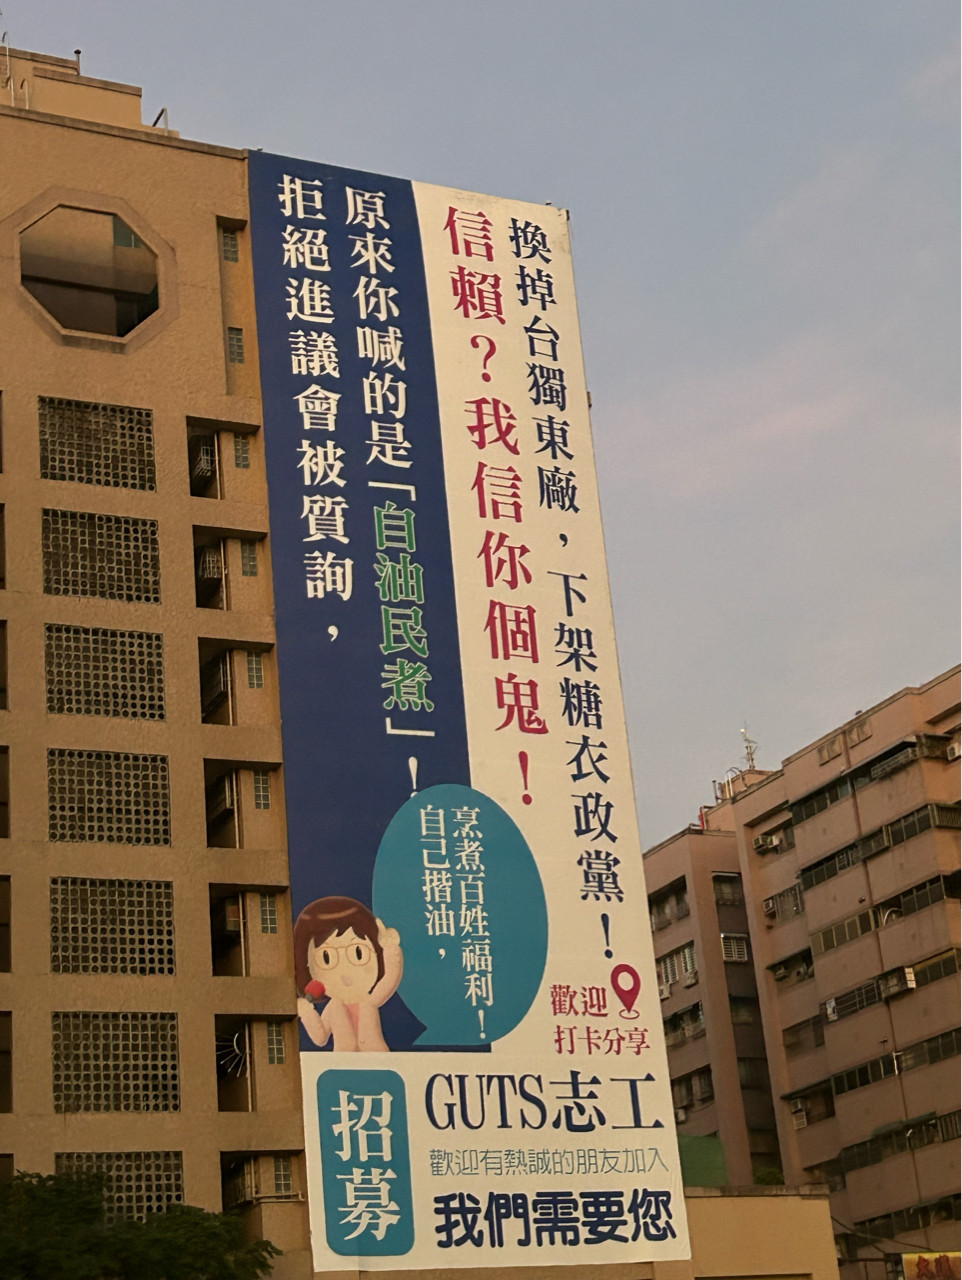 拒絕進議會被質詢，
原來你喊的是「自油民煮」！
信賴？我信你個鬼！
換掉台獨東廠，下架糖衣政黨！
自己揩油，
烹煮百姓福利！
歡迎
打卡分享
招募
GUTS志工
歡迎有熱誠的朋友加入
我們需要您